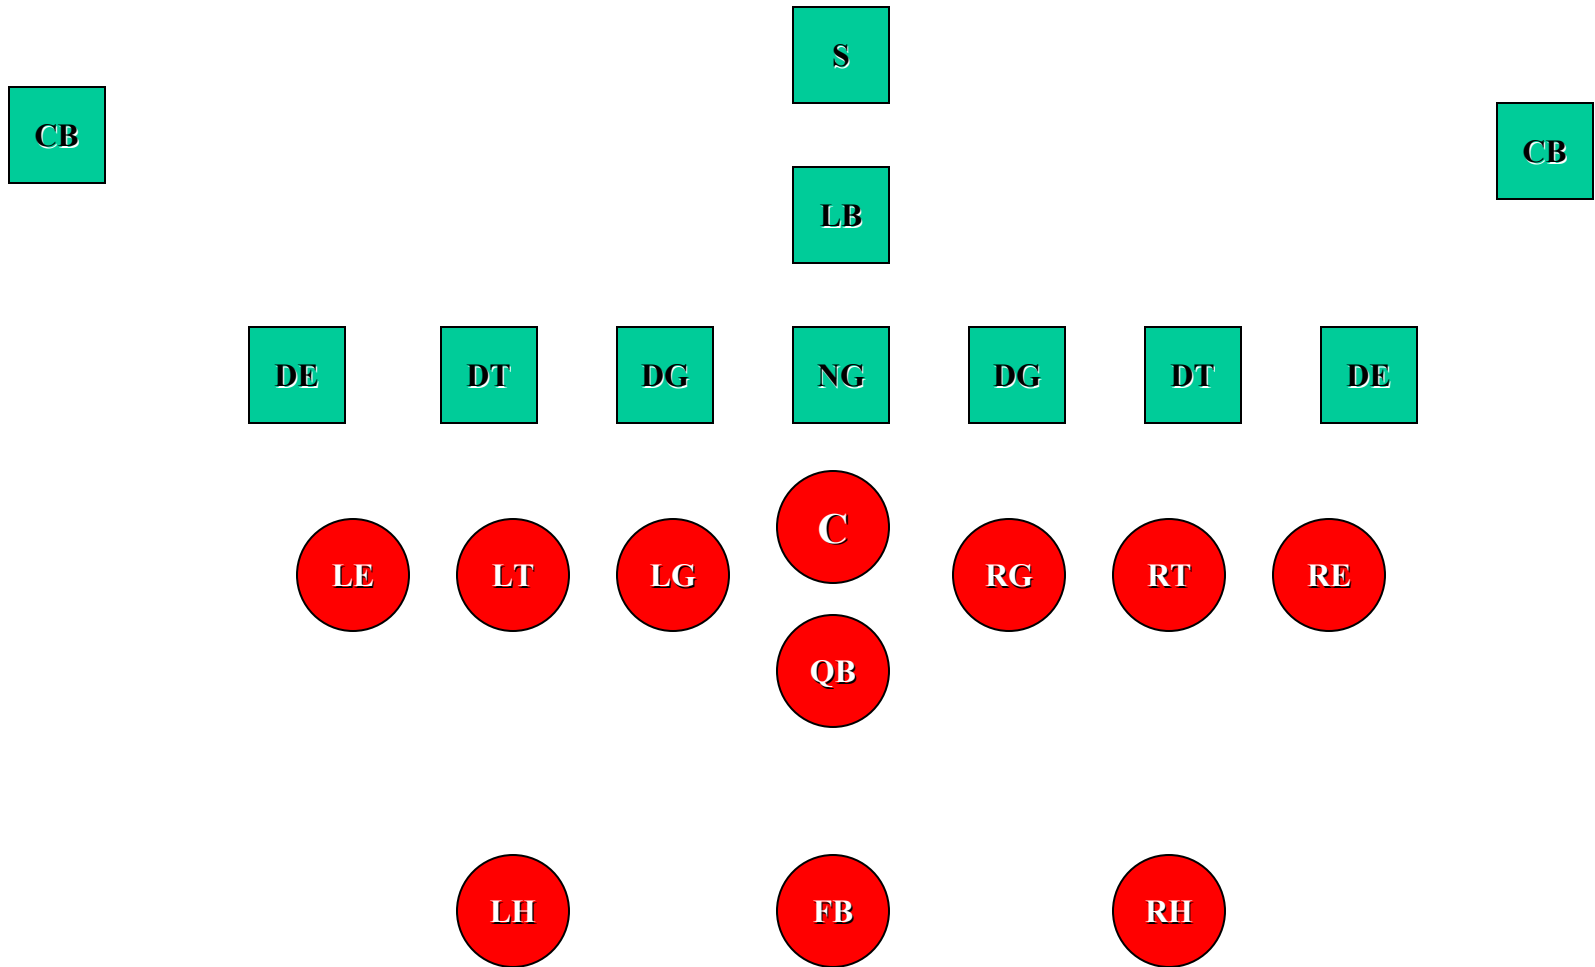 S
CB
CB
LB
DE DT DG NG DG DT DE
C
LE LT LG RG RT RE
QB
LH FB RH